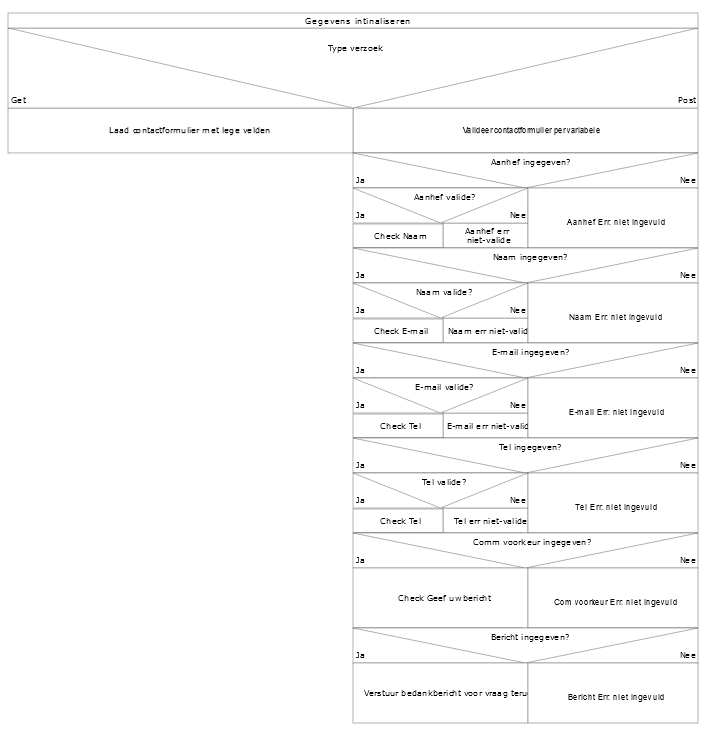 Gegevens intinaliseren
Type verzoek
Get
Post
Laad contactformulier met lege velden
Valideer contactformulier per variabele
Aanhef ingegeven?
Ja
Nee
Aanhef valide?
Ja
Nee
Aanhef Err: niet ingevuld
Check Naam
Aanhef err
niet-valide
Naam ingegeven?
Ja
Nee
Naam valide?
Ja
Nee
Naam Err: niet ingevuld
Check E-mail
Naam err niet-valid
E-mail ingegeven?
Ja
Nee
E-mail valide?
Ja
Nee
E-mail Err: niet ingevuld
Check Tel
E-mail err niet-valid
Tel ingegeven?
Ja
Nee
Tel valide?
Ja
Nee
Tel Err: niet ingevuld
Check Tel
Tel err niet-valide
Comm voorkeur ingegeven?
Ja
Nee
Check Geef uw bericht
Com voorkeur Err: niet ingevuld
Bericht ingegeven?
Ja
Nee
Verstuur bedankbericht voor vraag teru
Bericht Err: niet ingevuld